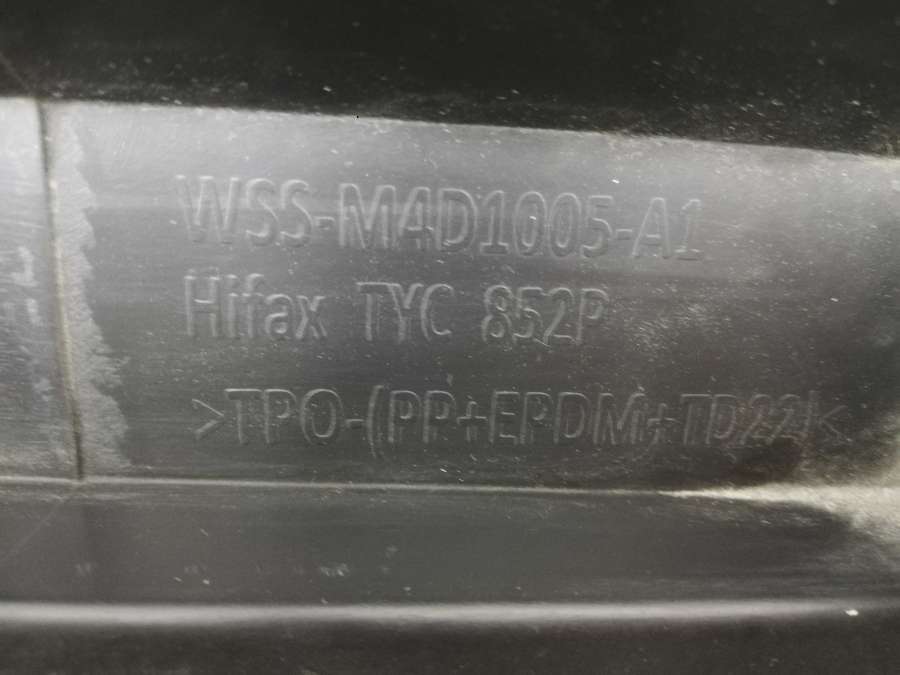 WSS-M4D1005-A1
Hifax TYC 852P
>TPO-(PP+EPDM+TD22)<